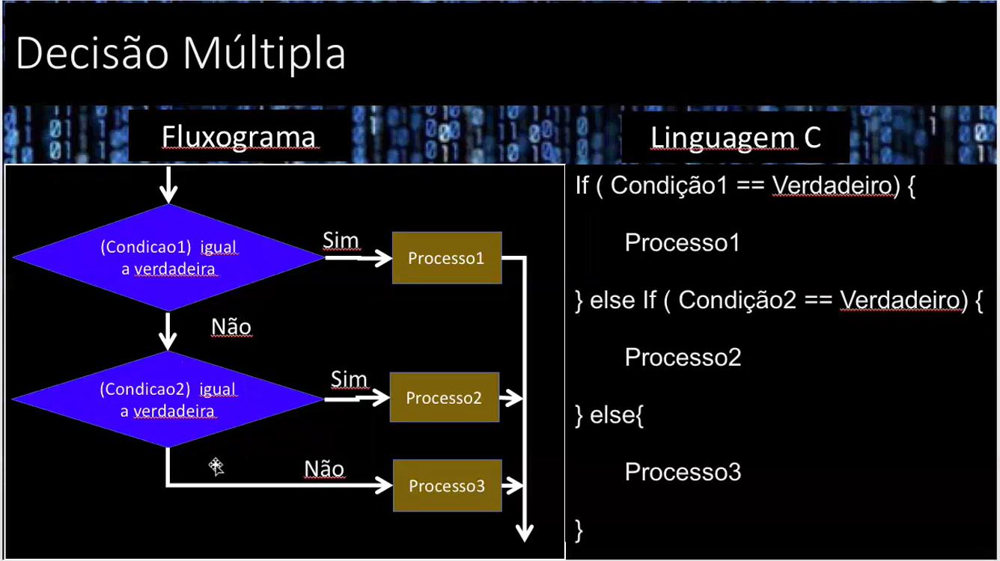 Decisão Múltipla
Fluxograma
Linguagem C
(Condicao1) igual
a verdadeira
Sim
Processo1
Não
(Condicao2) igual
a verdadeira
Sim
Processo2
Não
Processo3
If ( Condição1 == Verdadeiro) {
Processo1
} else If ( Condição2 == Verdadeiro) {
Processo2
} else{
Processo3
}